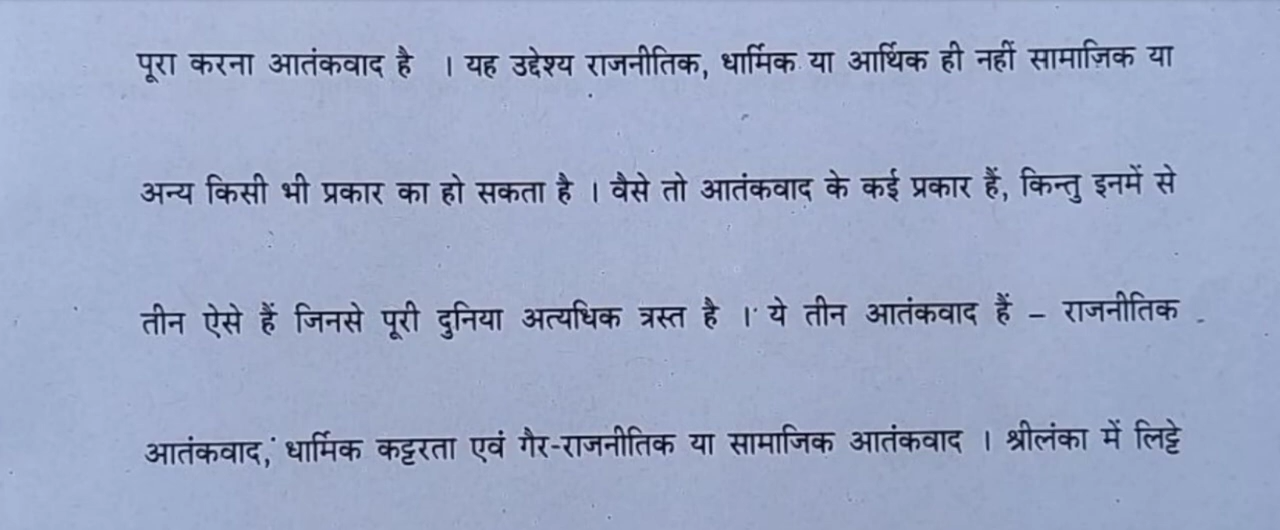 पूरा करना आतंकवाद है । यह उद्देश्य राजनीतिक, धार्मिक या आर्थिक ही नहीं सामाजिक या
अन्य किसी भी प्रकार का हो सकता है । वैसे तो आतंकवाद के कई प्रकार हैं, किन्तु इनमें से
तीन ऐसे हैं जिनसे पूरी दुनिया अत्यधिक त्रस्त है । ये तीन आतंकवाद हैं – राजनीतिक
आतंकवाद, धार्मिक कट्टरता एवं गैर-राजनीतिक या सामाजिक आतंकवाद । श्रीलंका में लिट्टे